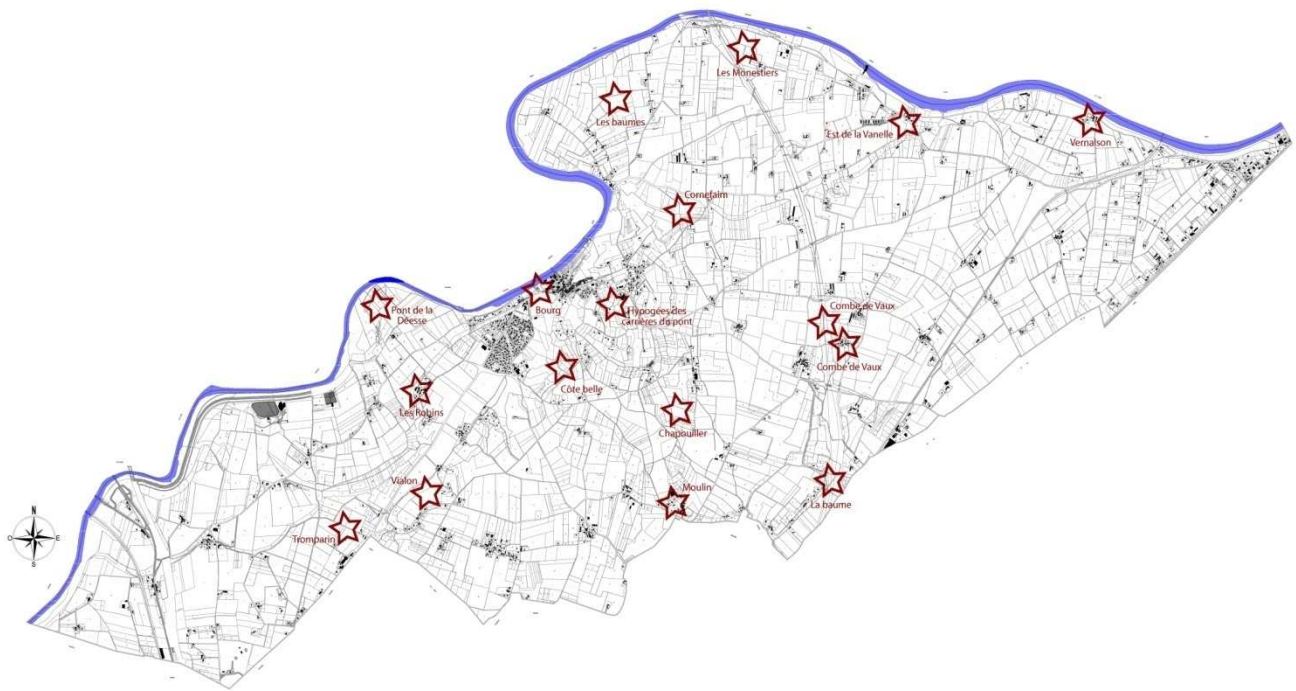 Les Monestiers
Les baumes
Est de la Vanelle
Vernaison
Cornefaim
Pont de la
Déesse
Bourg
Hypogées des
carrières du pont
Combe de Vaux
Combe de Vaux
Côte belle
Les Robins
Chapouiller
Vialon
Moulin
La baume
Tromparin
N
O
E
S